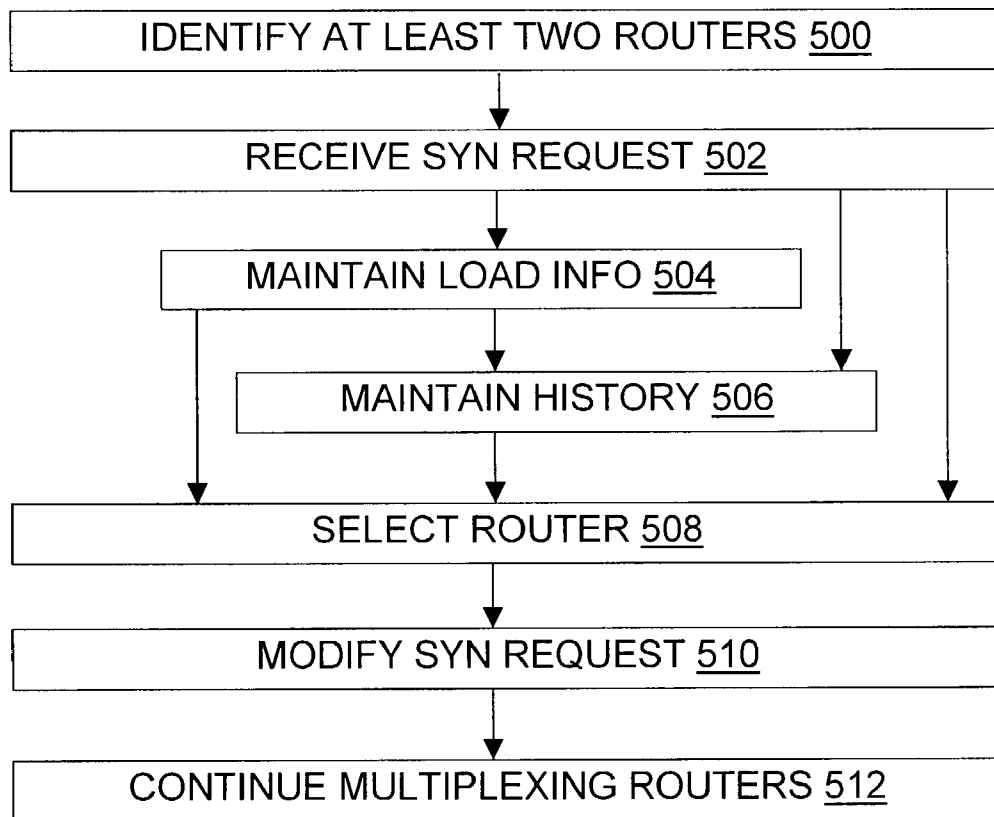 IDENTIFY AT LEAST TWO ROUTERS 500
RECEIVE SYN REQUEST 502
MAINTAIN LOAD INFO 504
MAINTAIN HISTORY 506
SELECT ROUTER 508
MODIFY SYN REQUEST 510
CONTINUE MULTIPLEXING ROUTERS 512